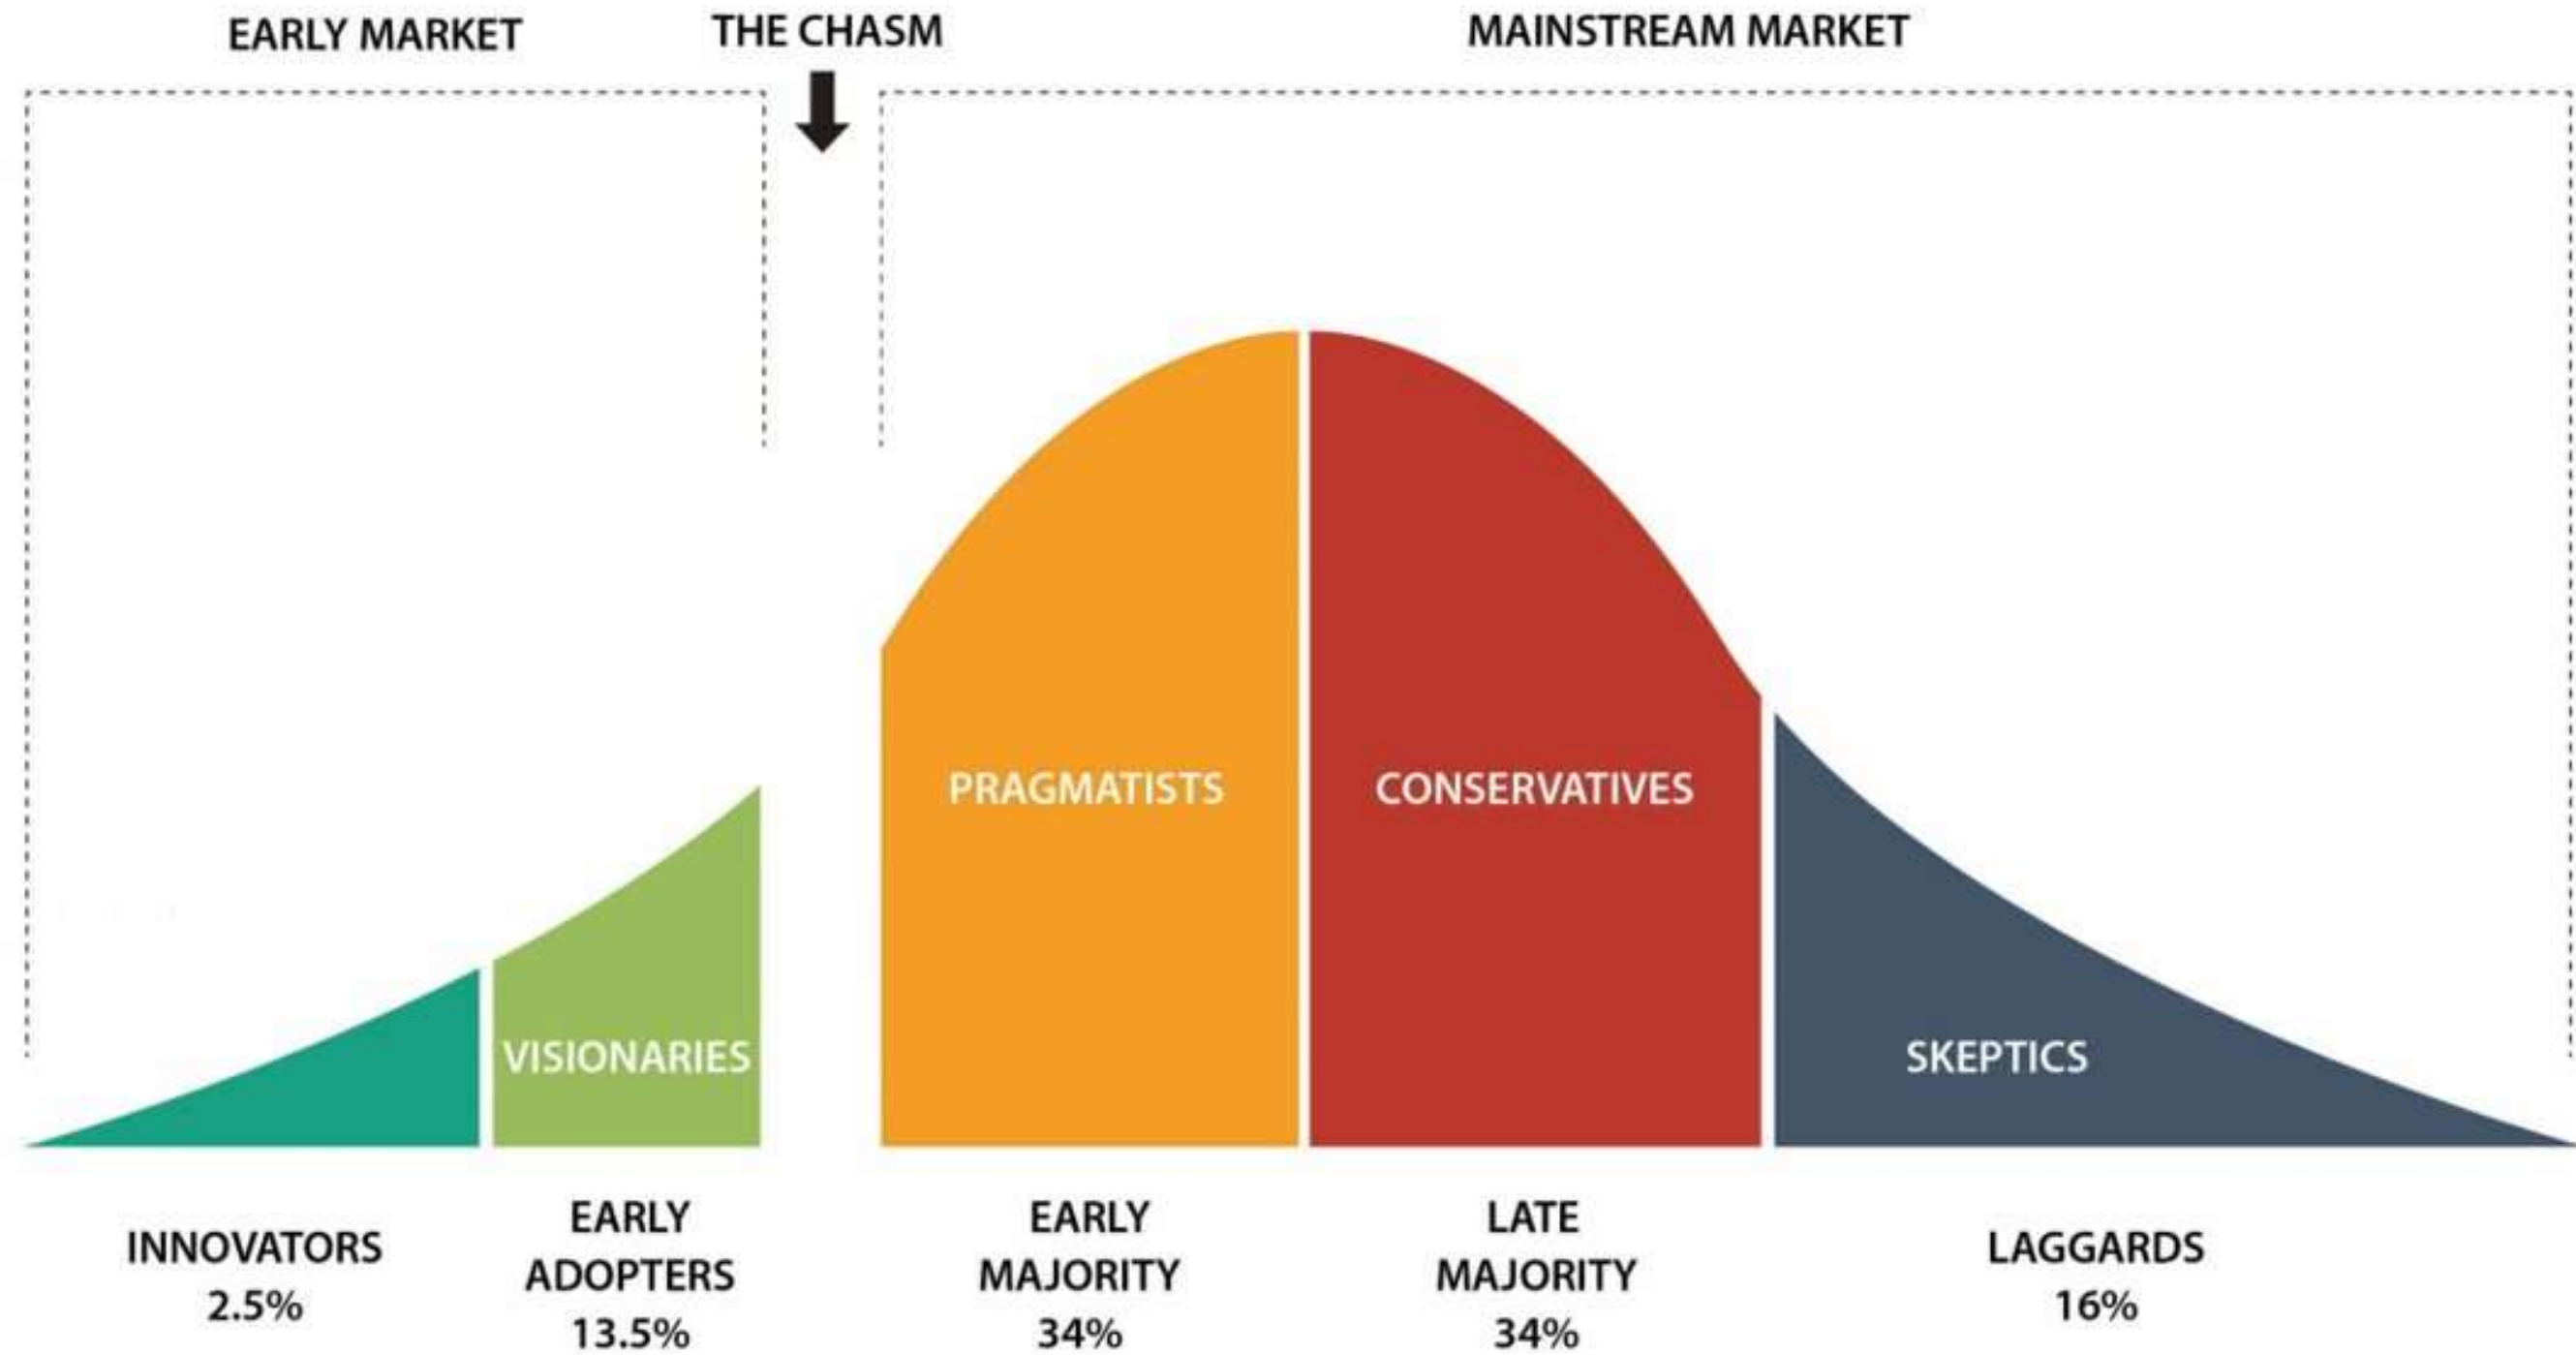 EARLY MARKET
THE CHASM
MAINSTREAM MARKET
PRAGMATISTS
CONSERVATIVES
VISIONARIES
SKEPTICS
INNOVATORS
2.5%
EARLY
ADOPTERS
13.5%
EARLY
MAJORITY
34%
LATE
MAJORITY
34%
LAGGARDS
16%